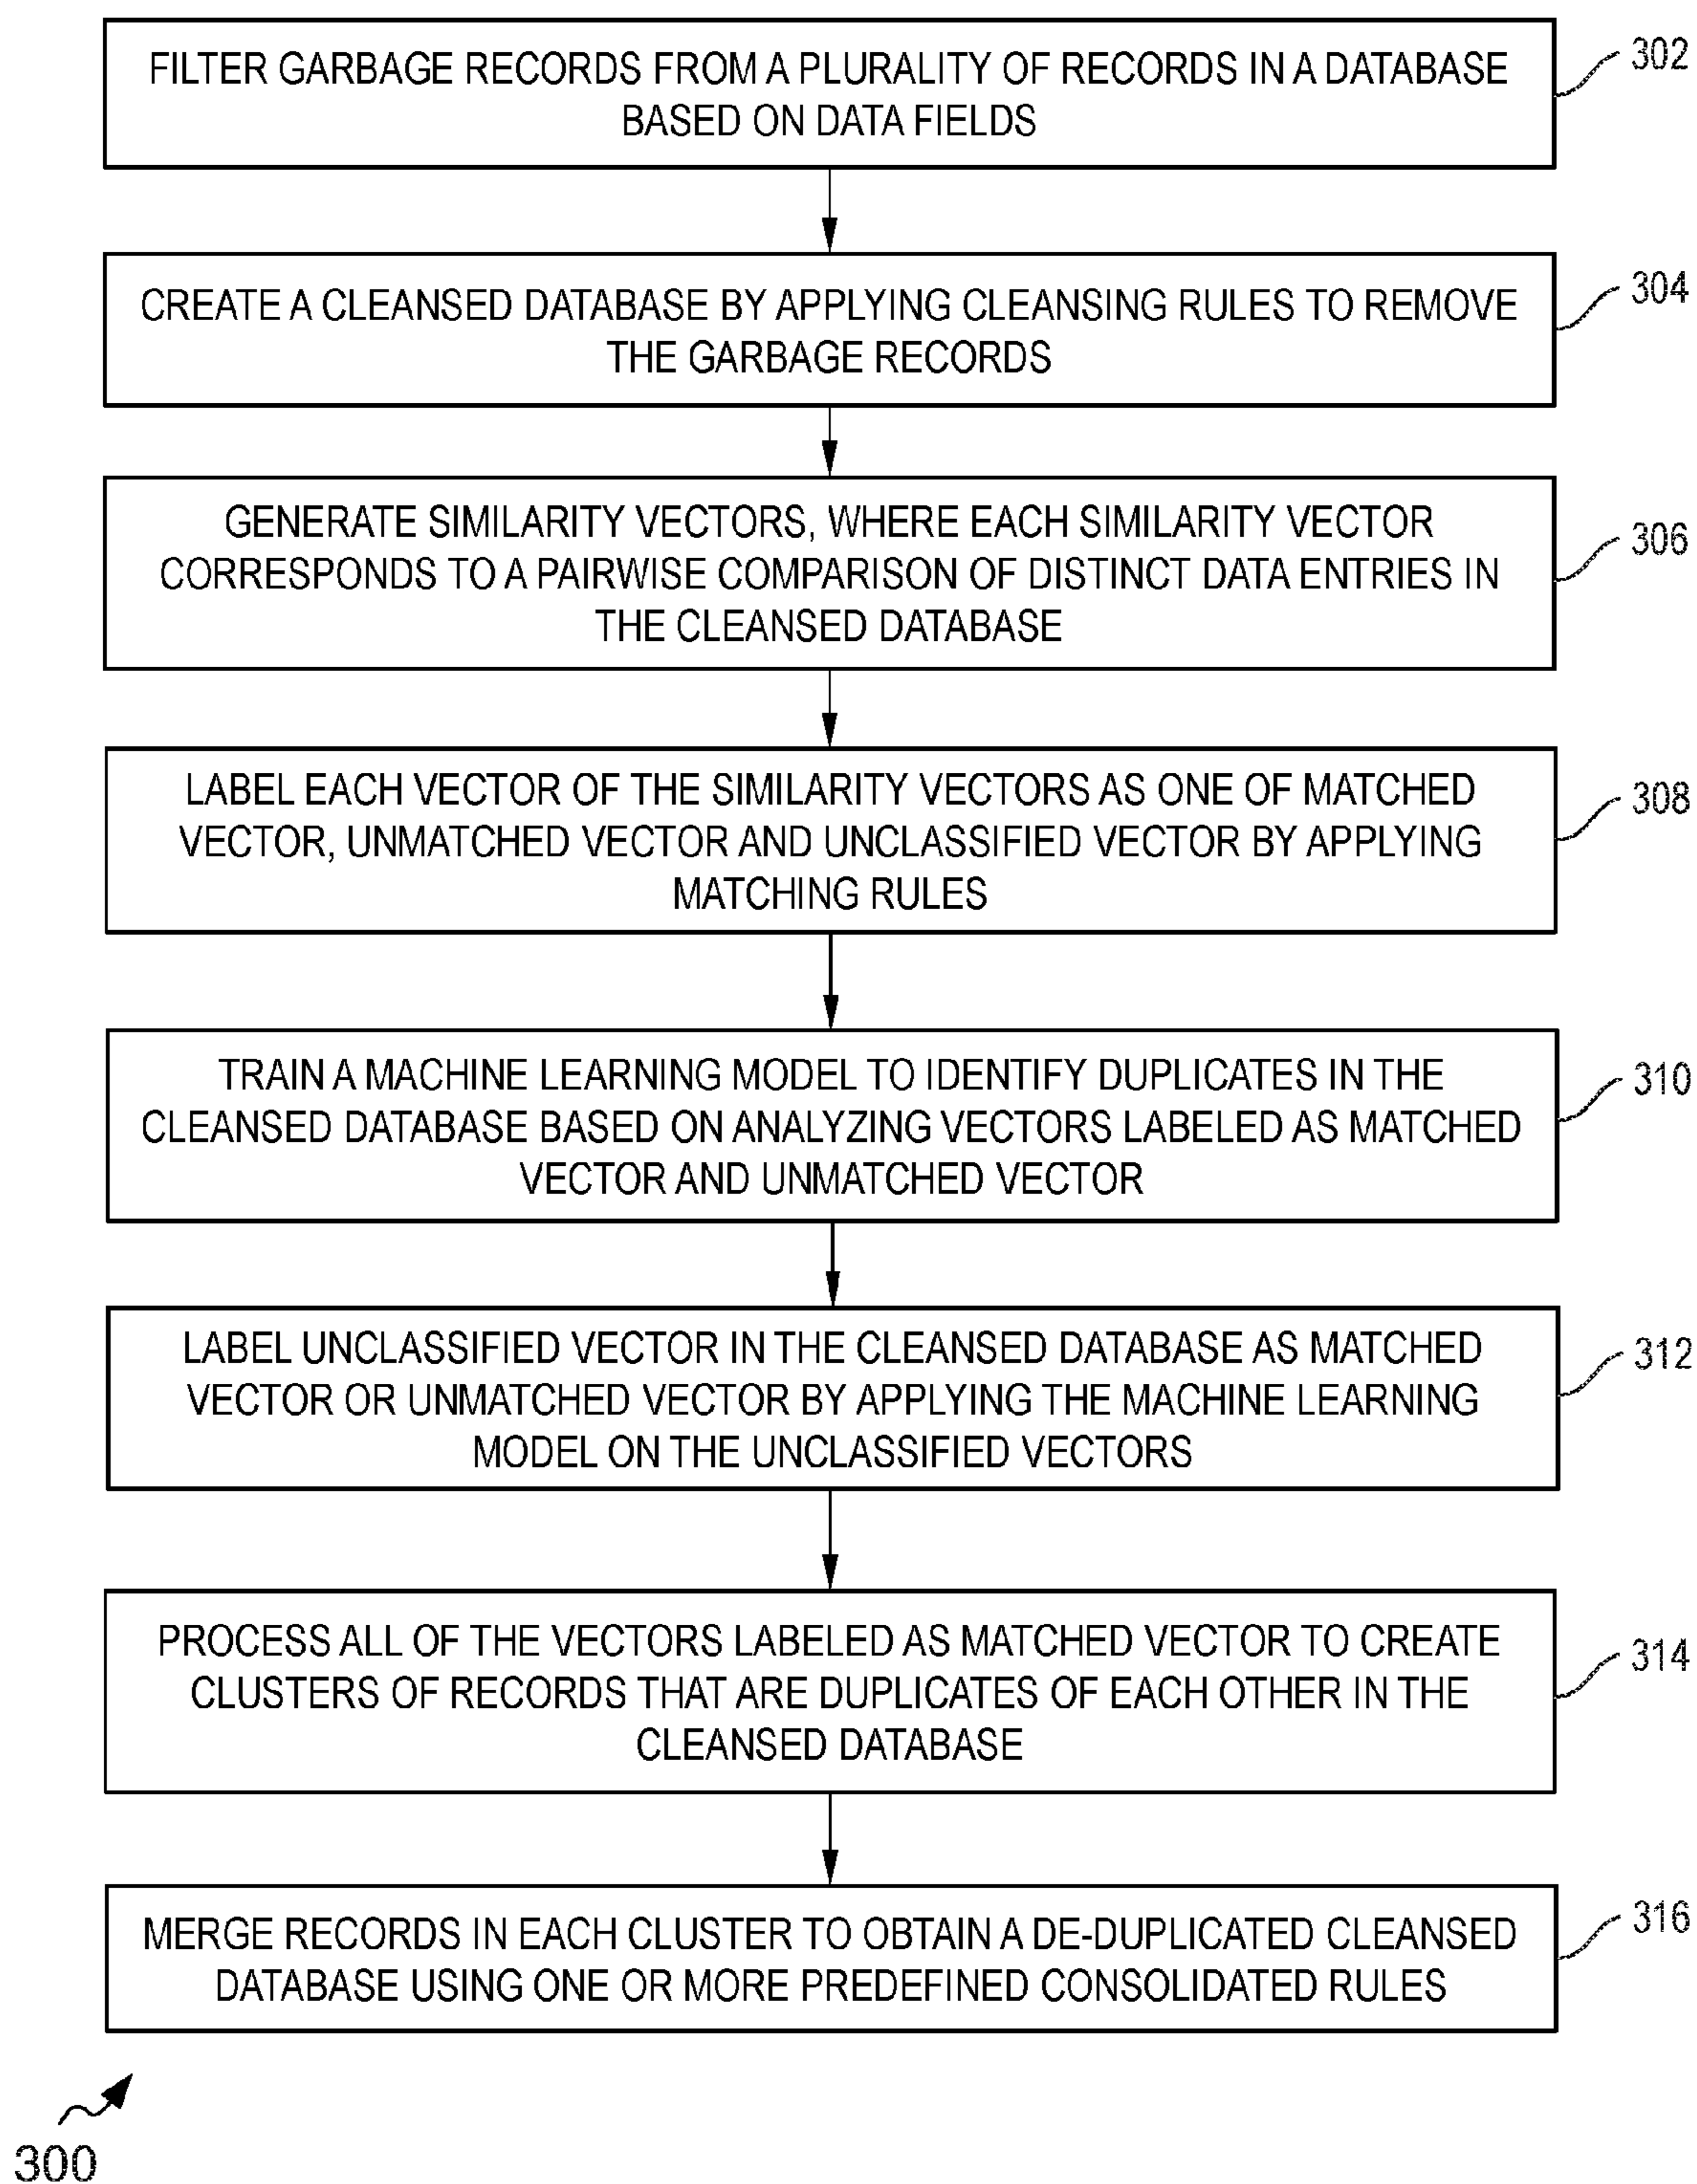 FILTER GARBAGE RECORDS FROM A PLURALITY OF RECORDS IN A DATABASE
BASED ON DATA FIELDS
302
CREATE A CLEANSED DATABASE BY APPLYING CLEANSING RULES TO REMOVE
THE GARBAGE RECORDS
304
GENERATE SIMILARITY VECTORS, WHERE EACH SIMILARITY VECTOR
CORRESPONDS TO A PAIRWISE COMPARISON OF DISTINCT DATA ENTRIES IN
THE CLEANSED DATABASE
306
LABEL EACH VECTOR OF THE SIMILARITY VECTORS AS ONE OF MATCHED
VECTOR, UNMATCHED VECTOR AND UNCLASSIFIED VECTOR BY APPLYING
MATCHING RULES
308
TRAIN A MACHINE LEARNING MODEL TO IDENTIFY DUPLICATES IN THE
CLEANSED DATABASE BASED ON ANALYZING VECTORS LABELED AS MATCHED
VECTOR AND UNMATCHED VECTOR
310
LABEL UNCLASSIFIED VECTOR IN THE CLEANSED DATABASE AS MATCHED
VECTOR OR UNMATCHED VECTOR BY APPLYING THE MACHINE LEARNING
MODEL ON THE UNCLASSIFIED VECTORS
312
PROCESS ALL OF THE VECTORS LABELED AS MATCHED VECTOR TO CREATE
CLUSTERS OF RECORDS THAT ARE DUPLICATES OF EACH OTHER IN THE
CLEANSED DATABASE
314
MERGE RECORDS IN EACH CLUSTER TO OBTAIN A DE-DUPLICATED CLEANSED
DATABASE USING ONE OR MORE PREDEFINED CONSOLIDATED RULES
316
300